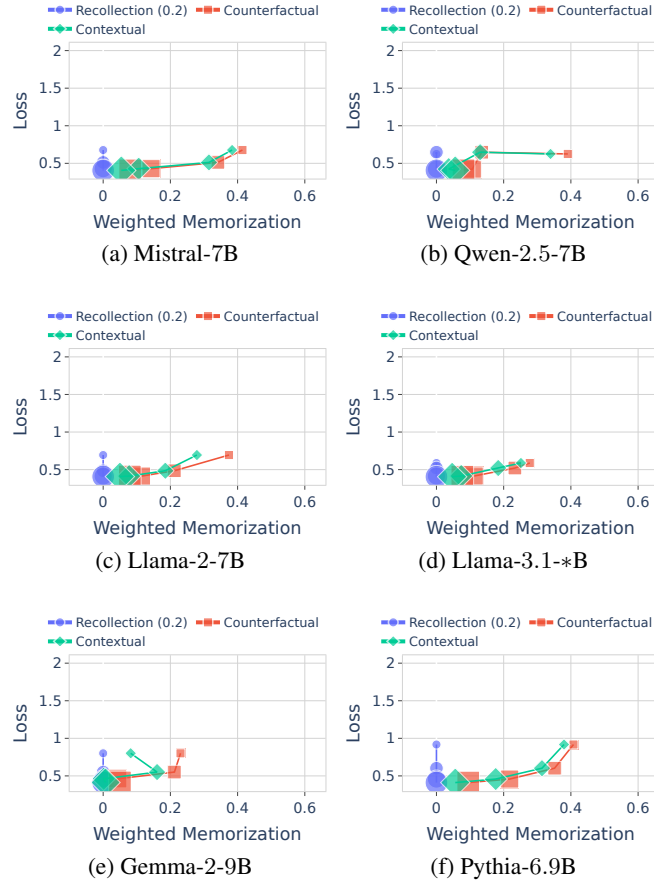 Recollection (0.2) Counterfactual
Contextual
2
1.5
1
0.5
Loss
0 0.2 0.4 0.6
Weighted Memorization
(a) Mistral-7B
Recollection (0.2) Counterfactual
Contextual
2
1.5
1
0.5
Loss
0 0.2 0.4 0.6
Weighted Memorization
(b) Qwen-2.5-7B
Recollection (0.2) Counterfactual
Contextual
2
1.5
1
0.5
Loss
0 0.2 0.4 0.6
Weighted Memorization
(c) Llama-2-7B
Recollection (0.2) Counterfactual
Contextual
2
1.5
1
0.5
Loss
0 0.2 0.4 0.6
Weighted Memorization
(d) Llama-3.1-∗B
Recollection (0.2) Counterfactual
Contextual
2
1.5
1
0.5
Loss
0 0.2 0.4 0.6
Weighted Memorization
(e) Gemma-2-9B
Recollection (0.2) Counterfactual
Contextual
2
1.5
1
0.5
Loss
0 0.2 0.4 0.6
Weighted Memorization
(f) Pythia-6.9B